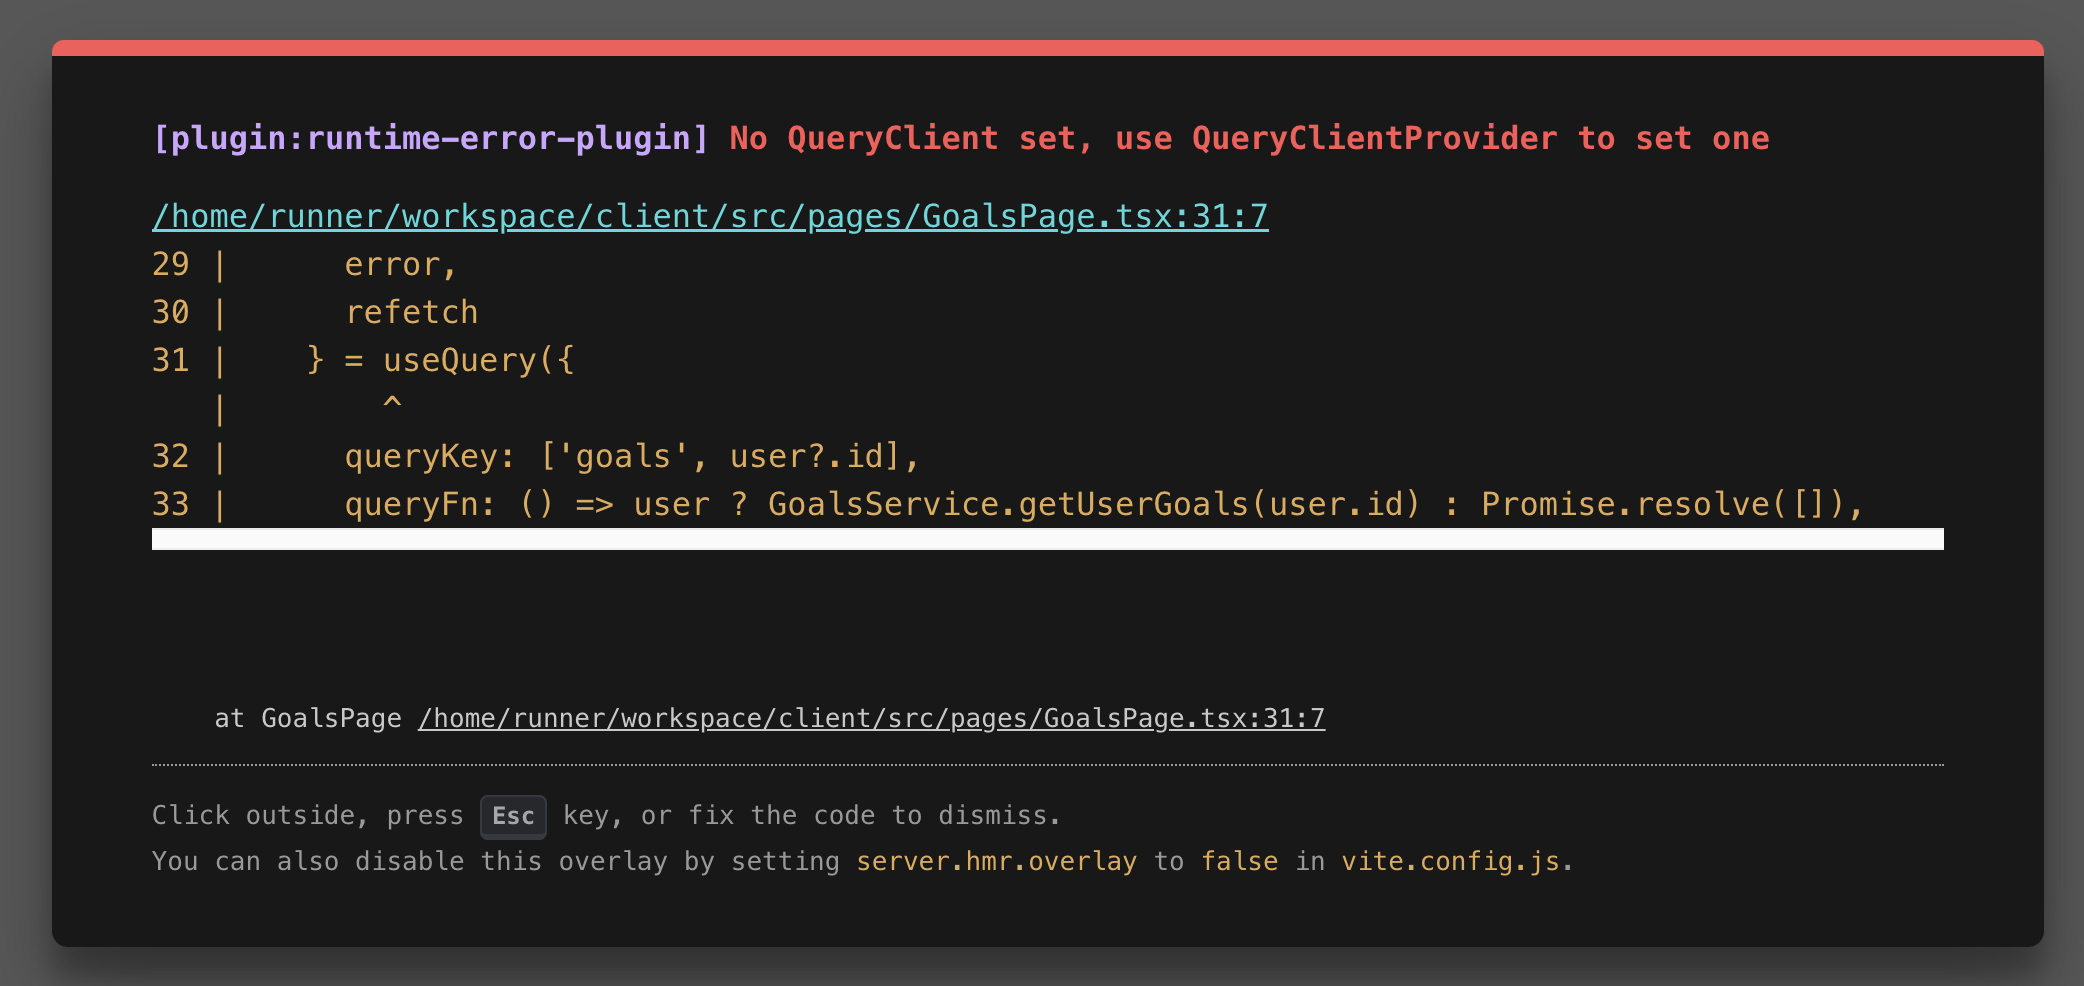 [plugin:runtime-error-plugin] No QueryClient set, use QueryClientProvider to set one
/home/runner/workspace/client/src/pages/GoalsPage.tsx:31:7
29 |      error,
30 |      refetch
31 |    } = useQuery({
   |        ^
32 |      queryKey: ['goals', user?.id],
33 |      queryFn: () => user ? GoalsService.getUserGoals(user.id) : Promise.resolve([]),
at GoalsPage /home/runner/workspace/client/src/pages/GoalsPage.tsx:31:7
Click outside, press Esc key, or fix the code to dismiss.
You can also disable this overlay by setting server.hmr.overlay to false in vite.config.js.